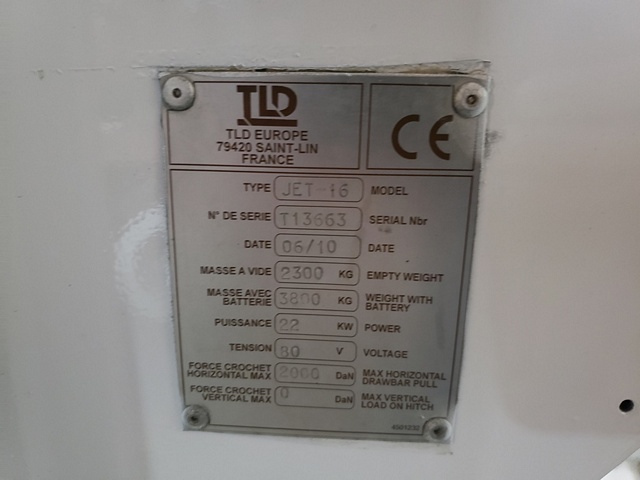 TLD
TLD EUROPE
79420 SAINT-LIN
FRANCE
CE
TYPE JET-16 MODEL
N° DE SERIE T13663 SERIAL Nbr
DATE 06/10 DATE
MASSE A VIDE 2300 KG EMPTY WEIGHT
MASSE AVEC BATTERIE 3800 KG WEIGHT WITH BATTERY
PUISSANCE 22 KW POWER
TENSION 80 V VOLTAGE
FORCE CROCHET HORIZONTAL MAX 2000 DaN MAX HORIZONTAL DRAWBAR PULL
FORCE CROCHET VERTICAL MAX 0 DaN MAX VERTICAL LOAD ON HITCH